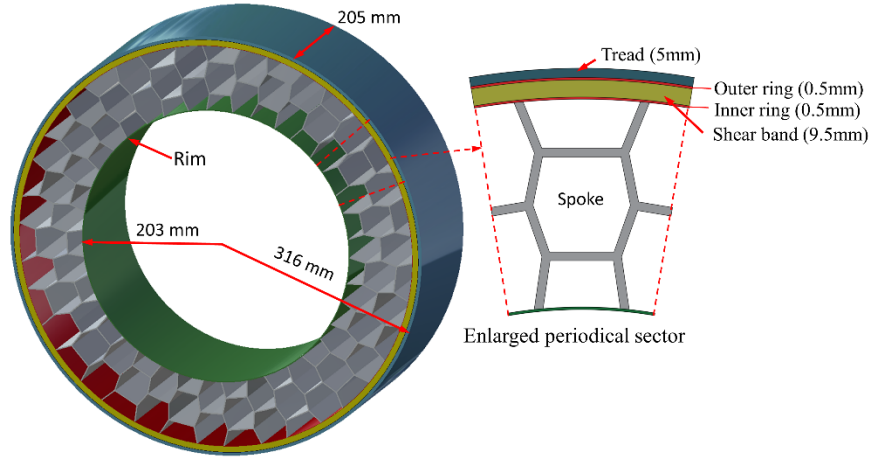 205 mm
Rim
203 mm
316 mm
Tread (5mm)
Outer ring (0.5mm)
Inner ring (0.5mm)
Shear band (9.5mm)
Spoke
Enlarged periodical sector